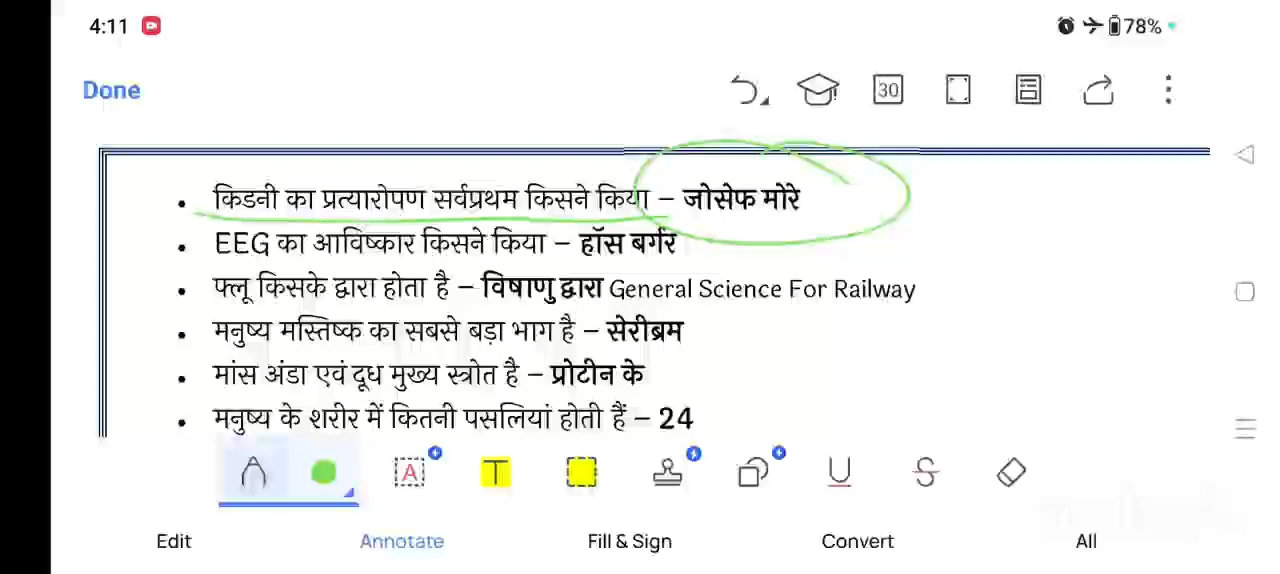 4:11
78%
Done
30
• किडनी का प्रत्यारोपण सर्वप्रथम किसने किया – जोसेफ मोरे
• EEG का आविष्कार किसने किया – हॉस बर्गर
• फ्लू किसके द्वारा होता है – विषाणु द्वारा General Science For Railway
• मनुष्य मस्तिष्क का सबसे बड़ा भाग है – सेरीब्रम
• मांस अंडा एवं दूध मुख्य स्त्रोत है – प्रोटीन के
• मनुष्य के शरीर में कितनी पसलियां होती हैं – 24
A T U S
Edit Annotate Fill & Sign Convert All